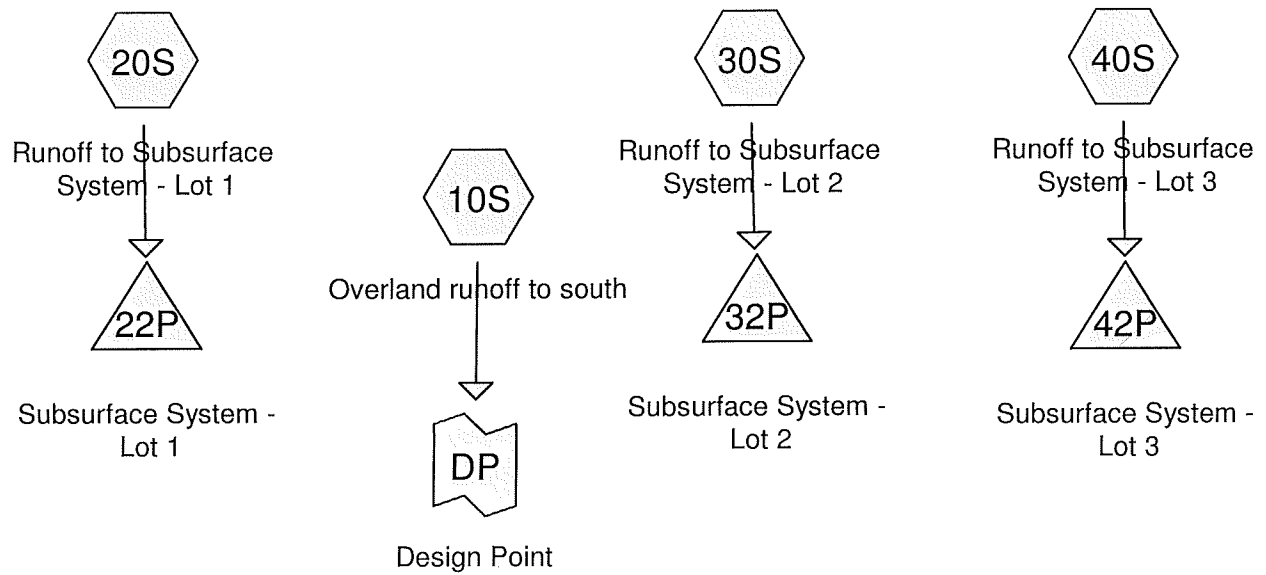 20S
Runoff to Subsurface
System - Lot 1
22P
Subsurface System -
Lot 1
10S
Overland runoff to south
DP
Design Point
30S
Runoff to Subsurface
System - Lot 2
32P
Subsurface System -
Lot 2
40S
Runoff to Subsurface
System - Lot 3
42P
Subsurface System -
Lot 3